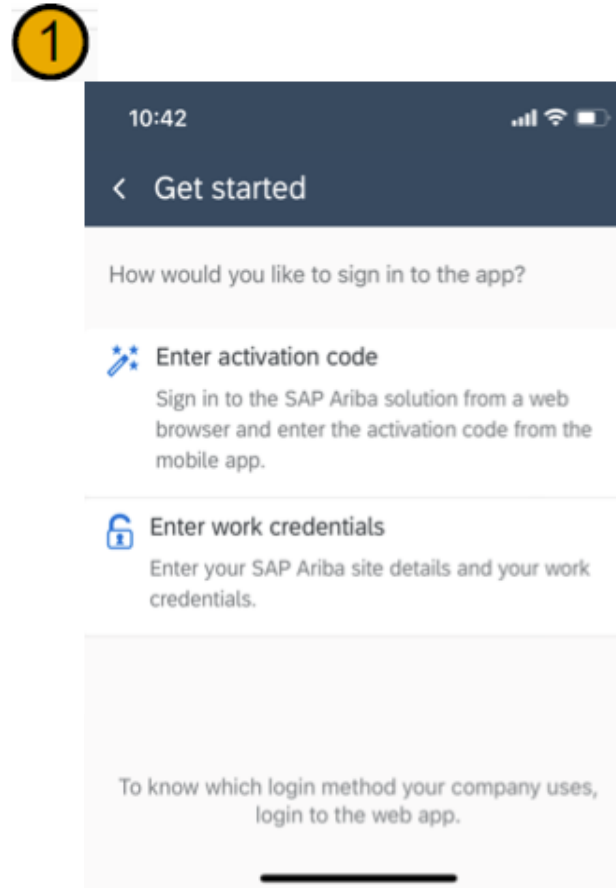 1
10:42
Get started
How would you like to sign in to the app?
Enter activation code
Sign in to the SAP Ariba solution from a web
browser and enter the activation code from the
mobile app.
Enter work credentials
Enter your SAP Ariba site details and your work
credentials.
To know which login method your company uses,
login to the web app.